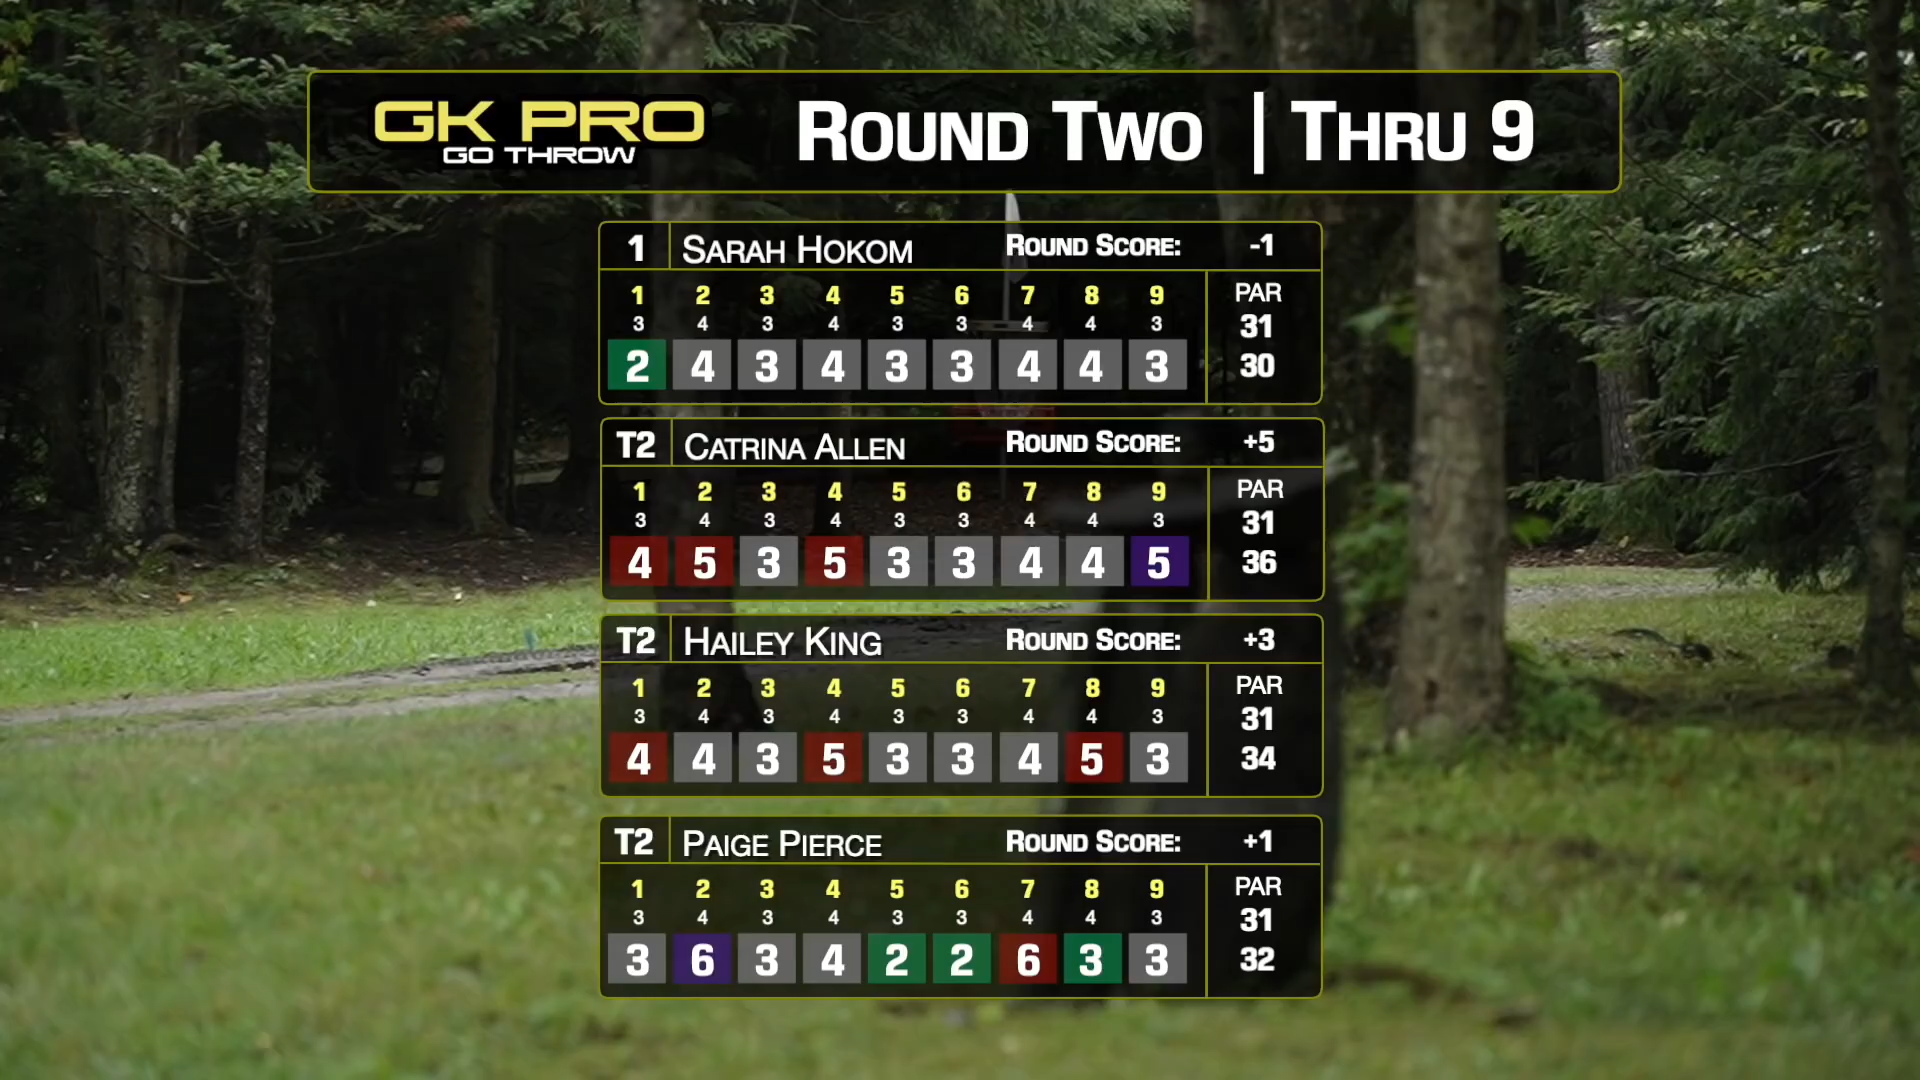 GK PRO
GO THROW
ROUND TWO | THRU 9
1 SARAH HOKOM ROUND SCORE: -1
1 2 3 4 5 6 7 8 9 PAR
3 4 3 4 3 3 4 4 3 31
2 4 3 4 3 3 4 4 3 30
T2 CATRINA ALLEN ROUND SCORE: +5
1 2 3 4 5 6 7 8 9 PAR
3 4 3 4 3 3 4 4 3 31
4 5 3 5 3 3 4 4 5 36
T2 HAILEY KING ROUND SCORE: +3
1 2 3 4 5 6 7 8 9 PAR
3 4 3 4 3 3 4 4 3 31
4 4 3 5 3 3 4 5 3 34
T2 PAIGE PIERCE ROUND SCORE: +1
1 2 3 4 5 6 7 8 9 PAR
3 4 3 4 3 3 4 4 3 31
3 6 3 4 2 2 6 3 3 32